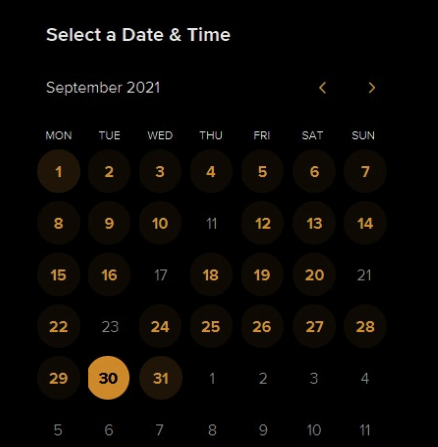 Select a Date & Time
September 2021
MON TUE WED THU FRI SAT SUN
1 2 3 4 5 6 7
8 9 10 11 12 13 14
15 16 17 18 19 20 21
22 23 24 25 26 27 28
29 30 31 1 2 3 4
5 6 7 8 9 10 11